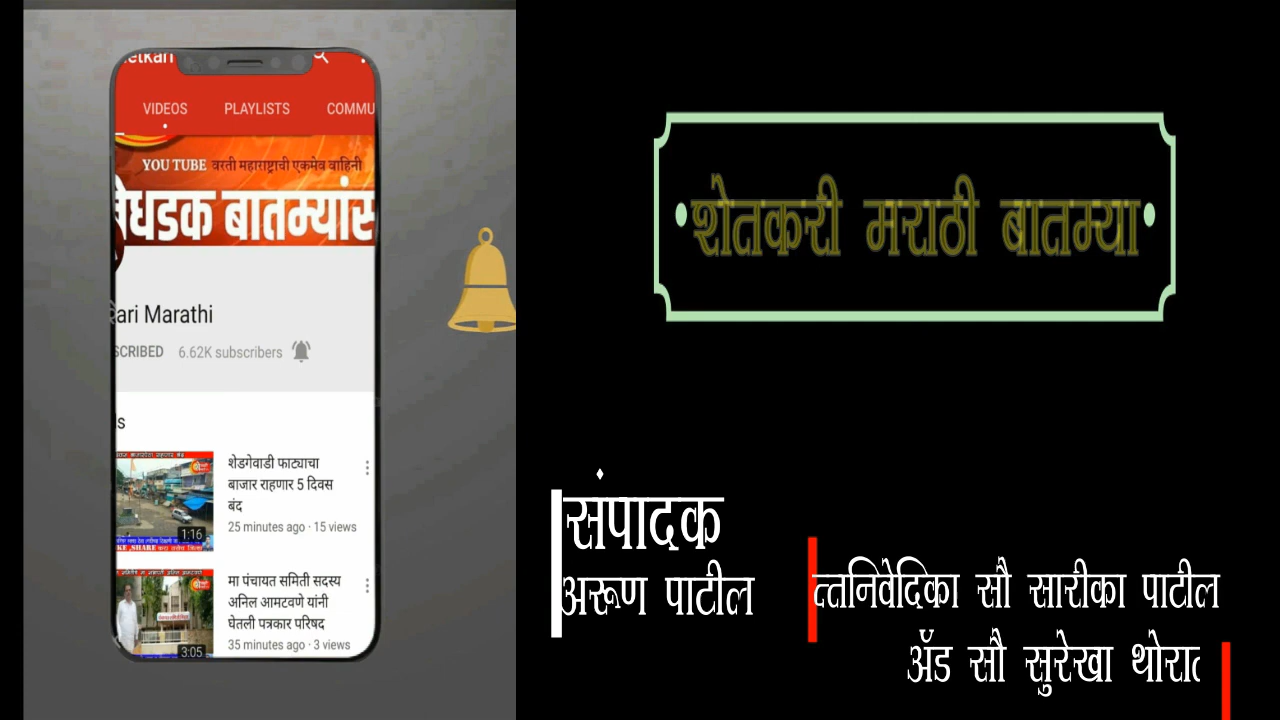 VIDEOS PLAYLISTS COMMU
YOU TUBE वरती महाराष्ट्राची एकमेव वाहिनी
बातम्यांस
ari Marathi
SCRIBED 6.62K subscribers
ls
शेडगेवाडी फाट्याचा
बाजार राहणार 5 दिवस
बंद
25 minutes ago · 15 views
1:16
मा पंचायत समिती सदस्य
अनिल आमटवणे यांनी
घेतली पत्रकार परिषद
35 minutes ago · 3 views
3:05
शेतकरी मराठी बातम्या
संपादक
अरूण पाटील
त्तनिवेदिका सौ सारीका पाटील
ॲड सौ सुरेखा थोरात